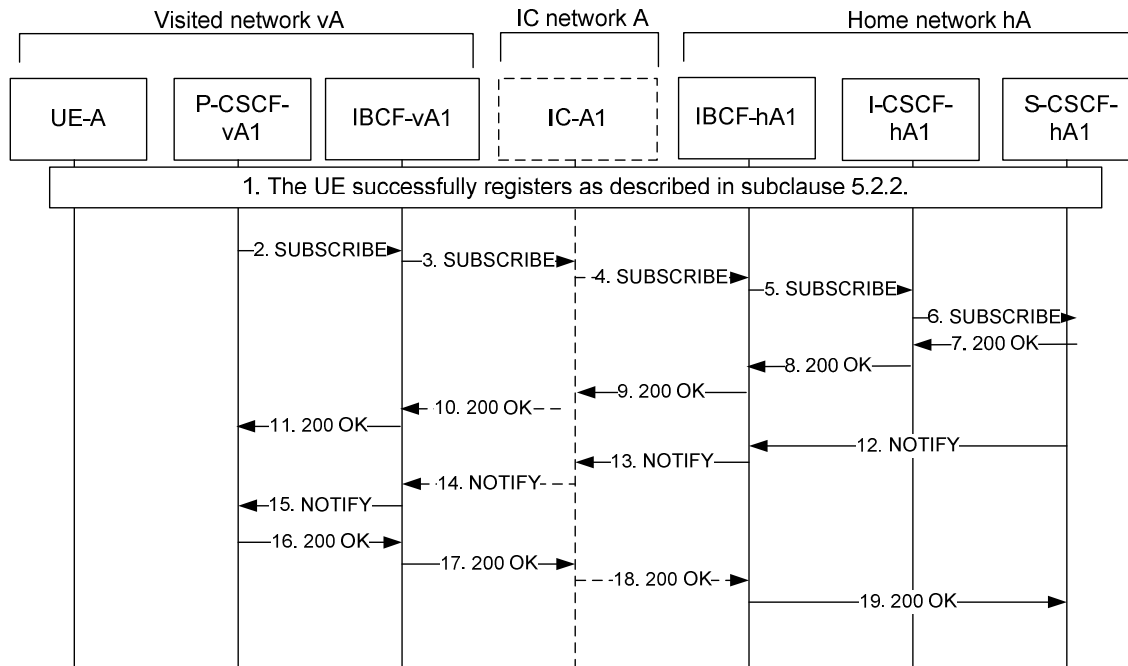 Visited network vA
IC network A
Home network hA
UE-A
P-CSCF-
vA1
IBCF-vA1
IC-A1
IBCF-hA1
I-CSCF-
hA1
S-CSCF-
hA1
1. The UE successfully registers as described in subclause 5.2.2.
2. SUBSCRIBE
3. SUBSCRIBE
4. SUBSCRIBE
5. SUBSCRIBE
6. SUBSCRIBE
7. 200 OK
8. 200 OK
9. 200 OK
10. 200 OK
11. 200 OK
12. NOTIFY
13. NOTIFY
14. NOTIFY
15. NOTIFY
16. 200 OK
17. 200 OK
18. 200 OK
19. 200 OK